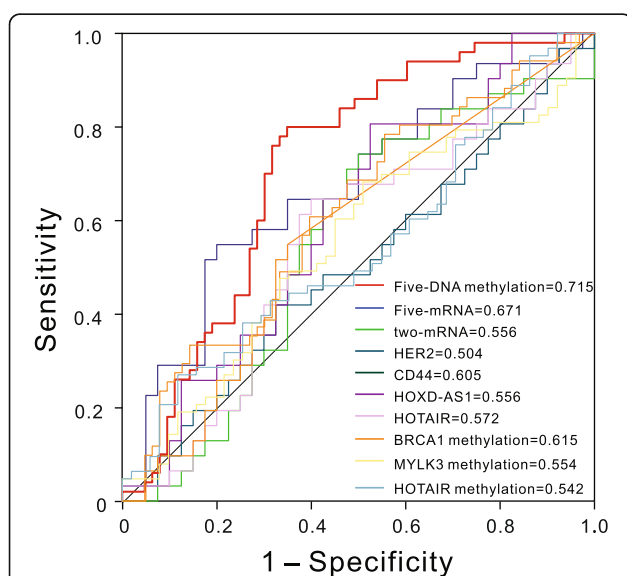 1.0
0.8
0.6
0.4
0.2
0
Sensitivity
Five-DNA methylation=0.715
Five-mRNA=0.671
two-mRNA=0.556
HER2=0.504
CD44=0.605
HOXD-AS1=0.556
HOTAIR=0.572
BRCA1 methylation=0.615
MYLK3 methylation=0.554
HOTAIR methylation=0.542
0 0.2 0.4 0.6 0.8 1.0
1 – Specificity